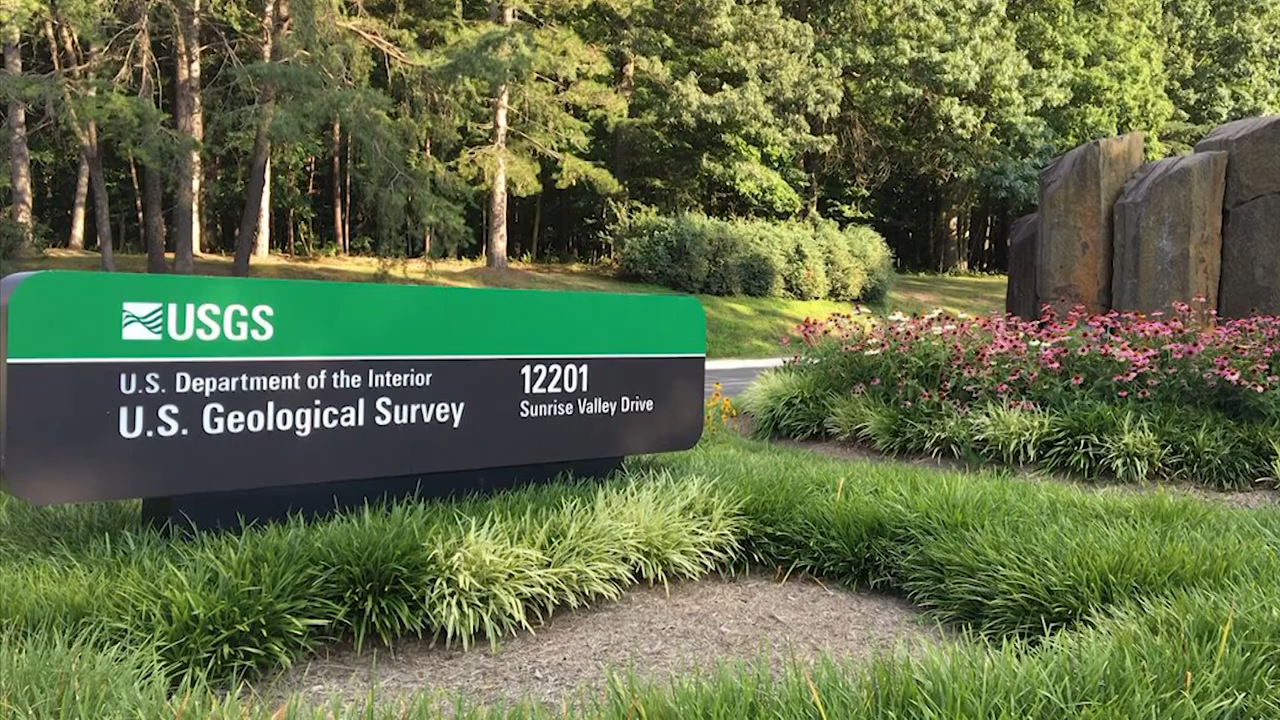 USGS
U.S. Department of the Interior
U.S. Geological Survey
12201
Sunrise Valley Drive